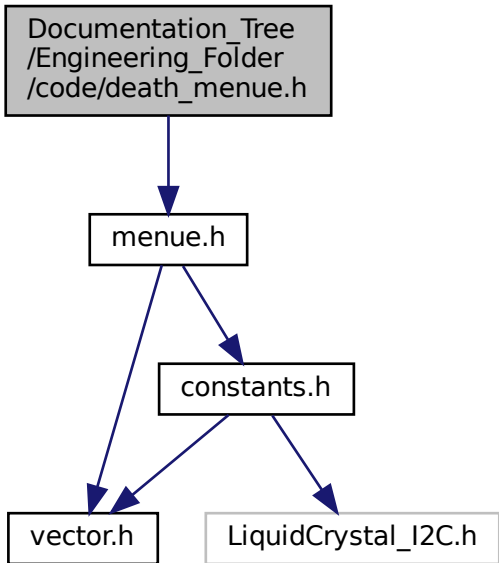 Documentation_Tree
/Engineering_Folder
/code/death_menue.h
menue.h
constants.h
vector.h
LiquidCrystal_I2C.h